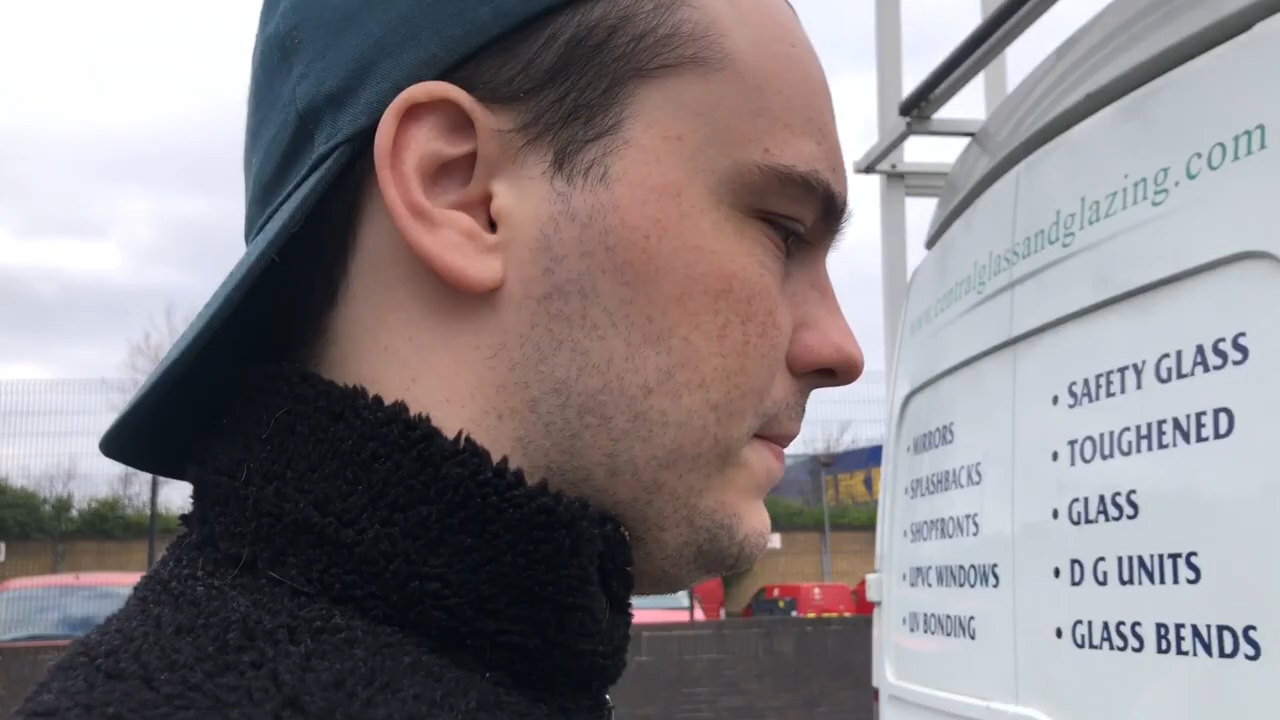 www.centralglassandglazing.com
• MIRRORS
• SPLASHBACKS
• SHOPFRONTS
• UPVC WINDOWS
• UV BONDING
• SAFETY GLASS
• TOUGHENED
• GLASS
• D G UNITS
• GLASS BENDS